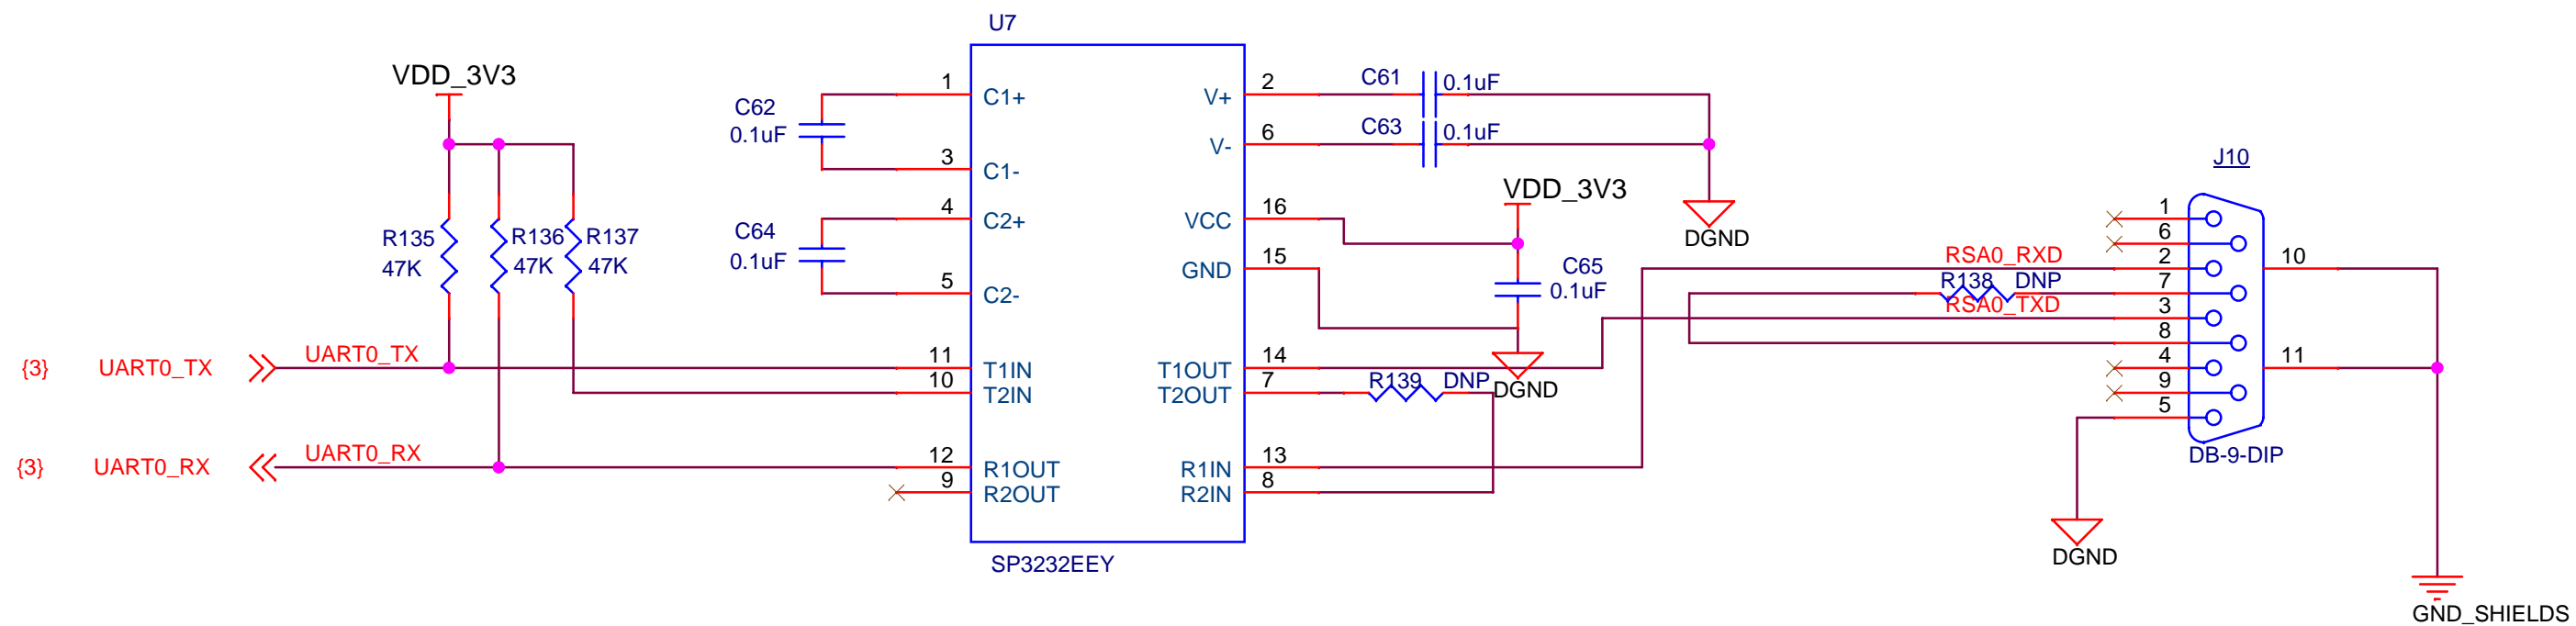 U7
VDD_3V3
C62
0.1uF
C64
0.1uF
R135
47K
R136
47K
R137
47K
{3} UART0_TX
UART0_TX
{3} UART0_RX
UART0_RX
1 C1+
3 C1-
4 C2+
5 C2-
11 T1IN
10 T2IN
12 R1OUT
9 R2OUT
V+ 2
V- 6
VCC 16
GND 15
T1OUT 14
T2OUT 7
R1IN 13
R2IN 8
SP3232EEY
C61 0.1uF
C63 0.1uF
DGND
VDD_3V3
C65
0.1uF
DGND
R139 DNP
J10
RSA0_RXD
R138 DNP
RSA0_TXD
1
6
2
7
3
8
4
9
5
10
11
DB-9-DIP
DGND
GND_SHIELDS